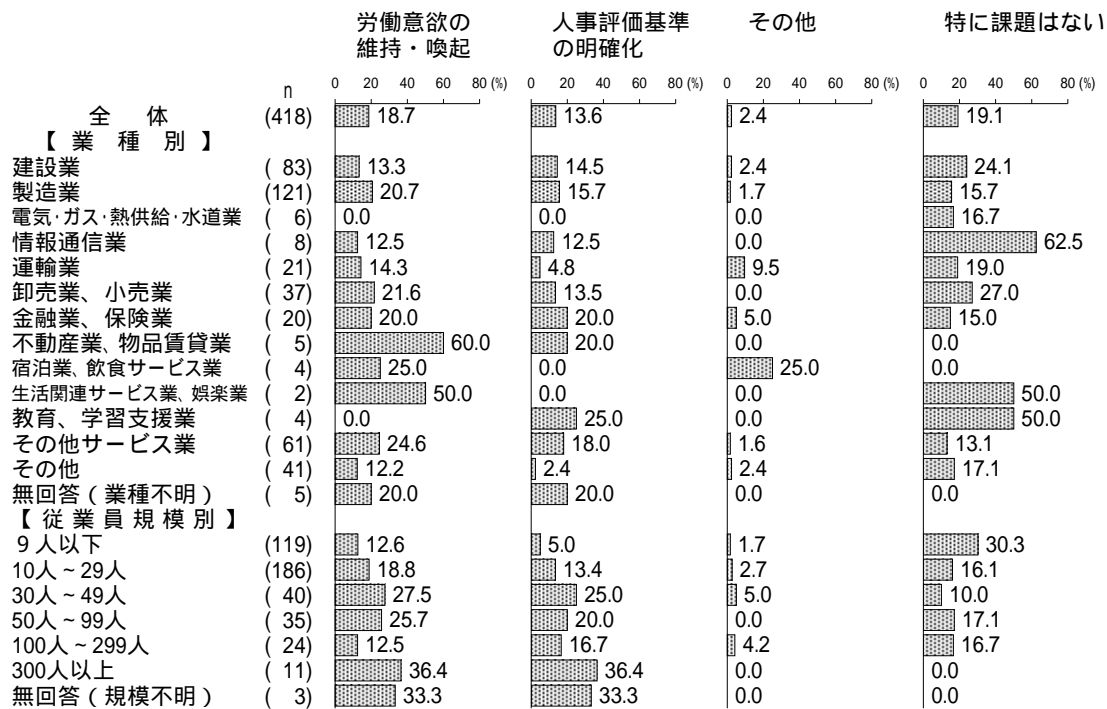 労働意欲の 人事評価基準 その他 特に課題はない
維持・喚起 の明確化
n 0 20 40 60 80 (%) 0 20 40 60 80 (%) 0 20 40 60 80 (%) 0 20 40 60 80 (%)
全 体 (418) 18.7 13.6 2.4 19.1
【 業 種 別 】
建設業 ( 83) 13.3 14.5 2.4 24.1
製造業 (121) 20.7 15.7 1.7 15.7
電気・ガス・熱供給・水道業 ( 6) 0.0 0.0 0.0 16.7
情報通信業 ( 8) 12.5 12.5 0.0 62.5
運輸業 ( 21) 14.3 4.8 9.5 19.0
卸売業、小売業 ( 37) 21.6 13.5 0.0 27.0
金融業、保険業 ( 20) 20.0 20.0 5.0 15.0
不動産業、物品賃貸業 ( 5) 60.0 20.0 0.0 0.0
宿泊業、飲食サービス業 ( 4) 25.0 0.0 25.0 0.0
生活関連サービス業、娯楽業 ( 2) 50.0 0.0 0.0 50.0
教育、学習支援業 ( 4) 0.0 25.0 0.0 50.0
その他サービス業 ( 61) 24.6 18.0 1.6 13.1
その他 ( 41) 12.2 2.4 2.4 17.1
無回答(業種不明) ( 5) 20.0 20.0 0.0 0.0
【 従 業 員 規 模 別 】
9人以下 (119) 12.6 5.0 1.7 30.3
10人~29人 (186) 18.8 13.4 2.7 16.1
30人~49人 ( 40) 27.5 25.0 5.0 10.0
50人~99人 ( 35) 25.7 20.0 0.0 17.1
100人~299人 ( 24) 12.5 16.7 4.2 16.7
300人以上 ( 11) 36.4 36.4 0.0 0.0
無回答(規模不明) ( 3) 33.3 33.3 0.0 0.0